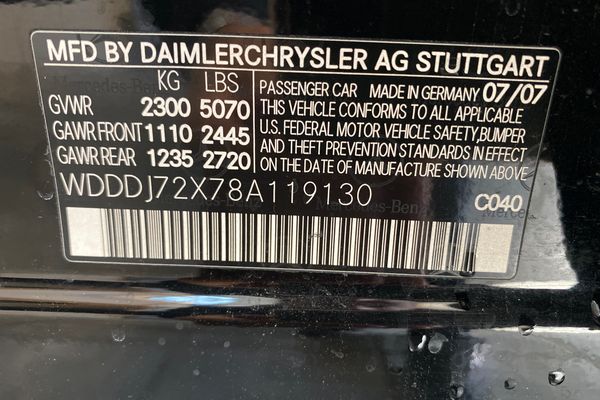 MFD BY DAIMLERCHRYSLER AG STUTTGART
KG LBS
GVWR 2300 5070
GAWR FRONT 1110 2445
GAWR REAR 1235 2720
PASSENGER CAR MADE IN GERMANY 07/07
THIS VEHICLE CONFORMS TO ALL APPLICABLE
U.S. FEDERAL MOTOR VEHICLE SAFETY, BUMPER
AND THEFT PREVENTION STANDARDS IN EFFECT
ON THE DATE OF MANUFACTURE SHOWN ABOVE
WDDDJ72X78A119130
C040
Mercedes-Benz